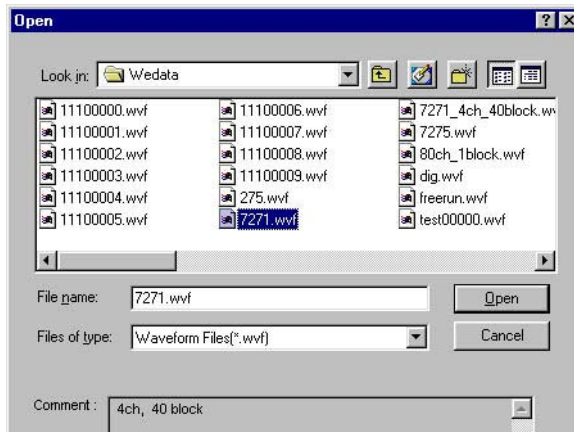 Open
Look in: Wedata
11100000.wvf 11100006.wvf 7271_4ch_40block.wv
11100001.wvf 11100007.wvf 7275.wvf
11100002.wvf 11100008.wvf 80ch_1block.wvf
11100003.wvf 11100009.wvf dig.wvf
11100004.wvf 275.wvf freerun.wvf
11100005.wvf 7271.wvf test00000.wvf
File name: 7271.wvf Open
Files of type: Waveform Files(*.wvf) Cancel
Comment : 4ch, 40 block